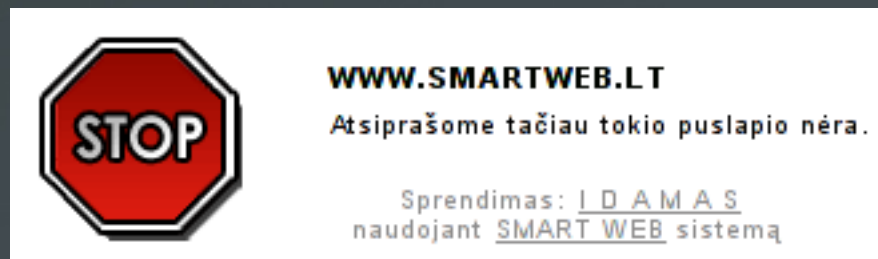 STOP
WWW.SMARTWEB.LT
Atsiprašome tačiau tokio puslapio nėra.
Sprendimas: I D A M A S
naudojant SMART WEB sistemą